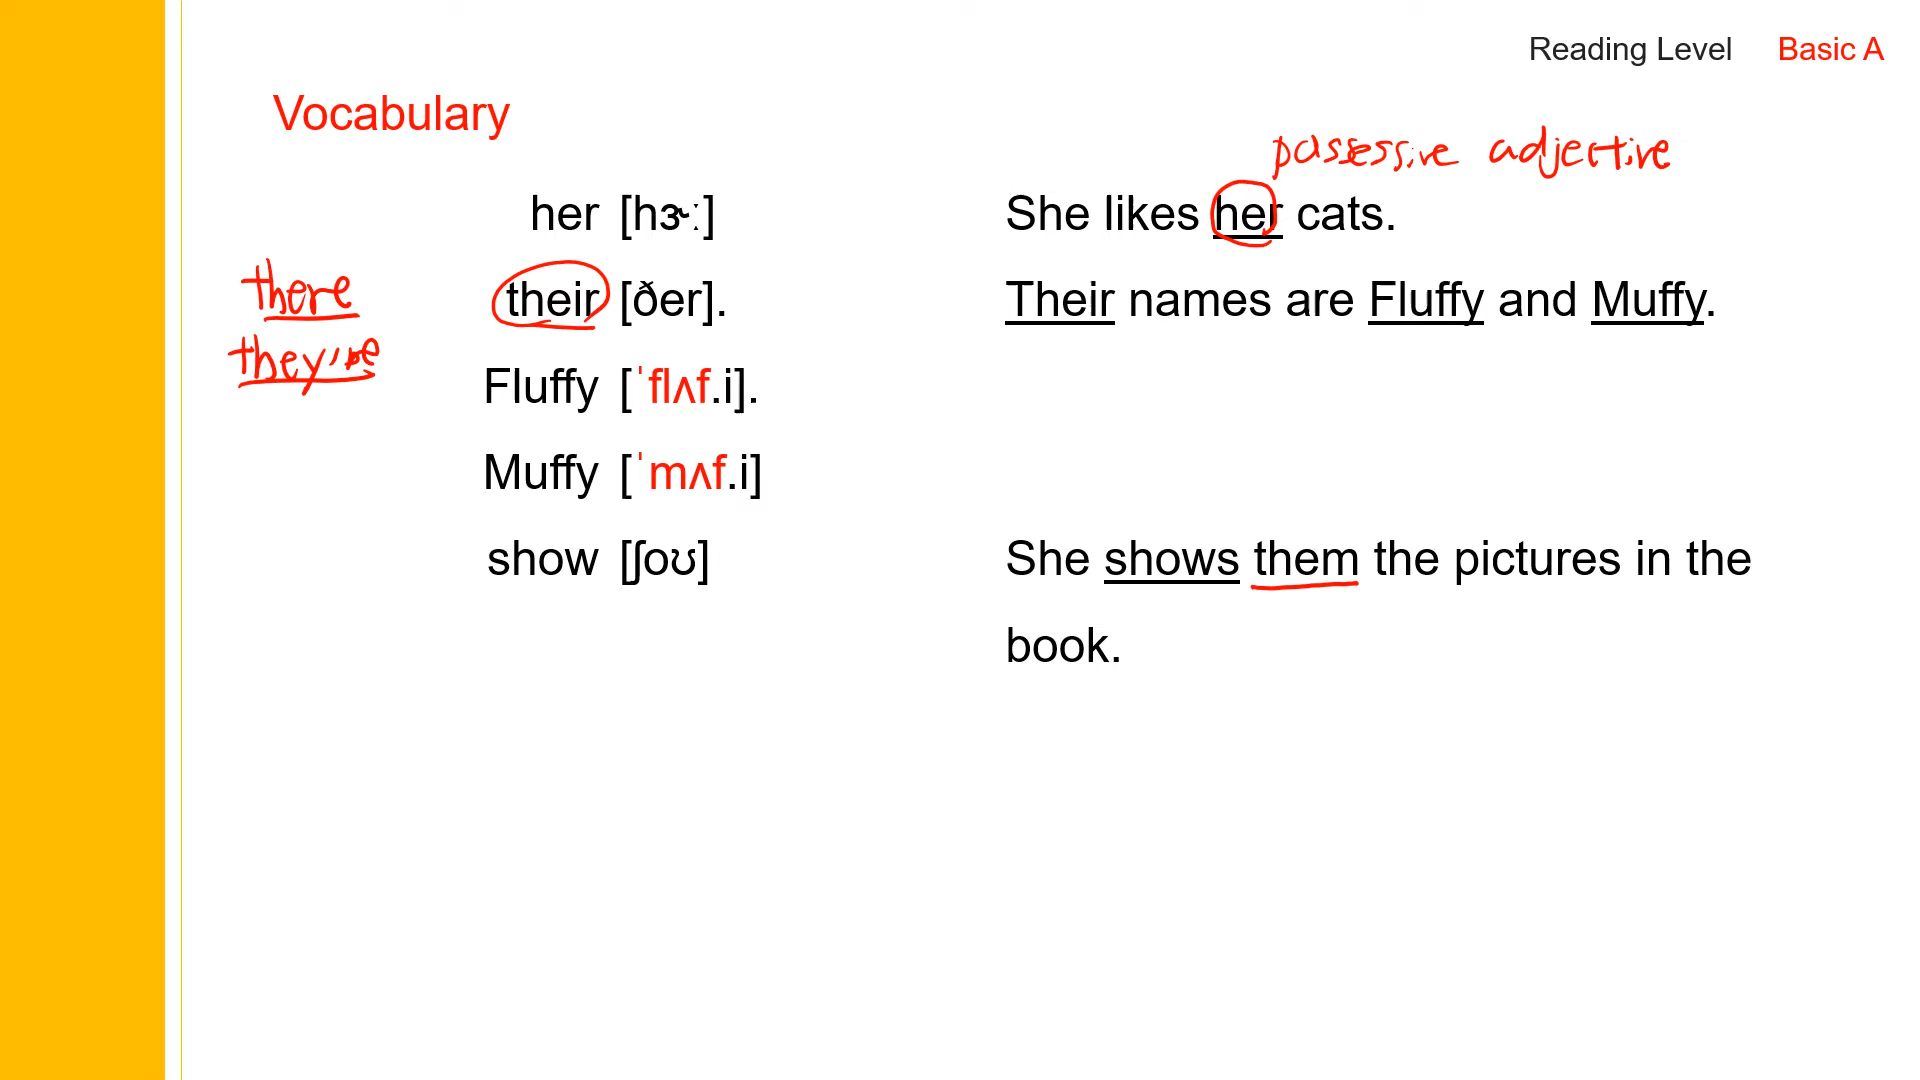 Reading Level Basic A
Vocabulary
possessive adjective
her [hɝː] She likes her cats.
there
their [ðer]. Their names are Fluffy and Muffy.
they're
Fluffy [ˈflʌf.i].
Muffy [ˈmʌf.i]
show [ʃoʊ] She shows them the pictures in the
book.